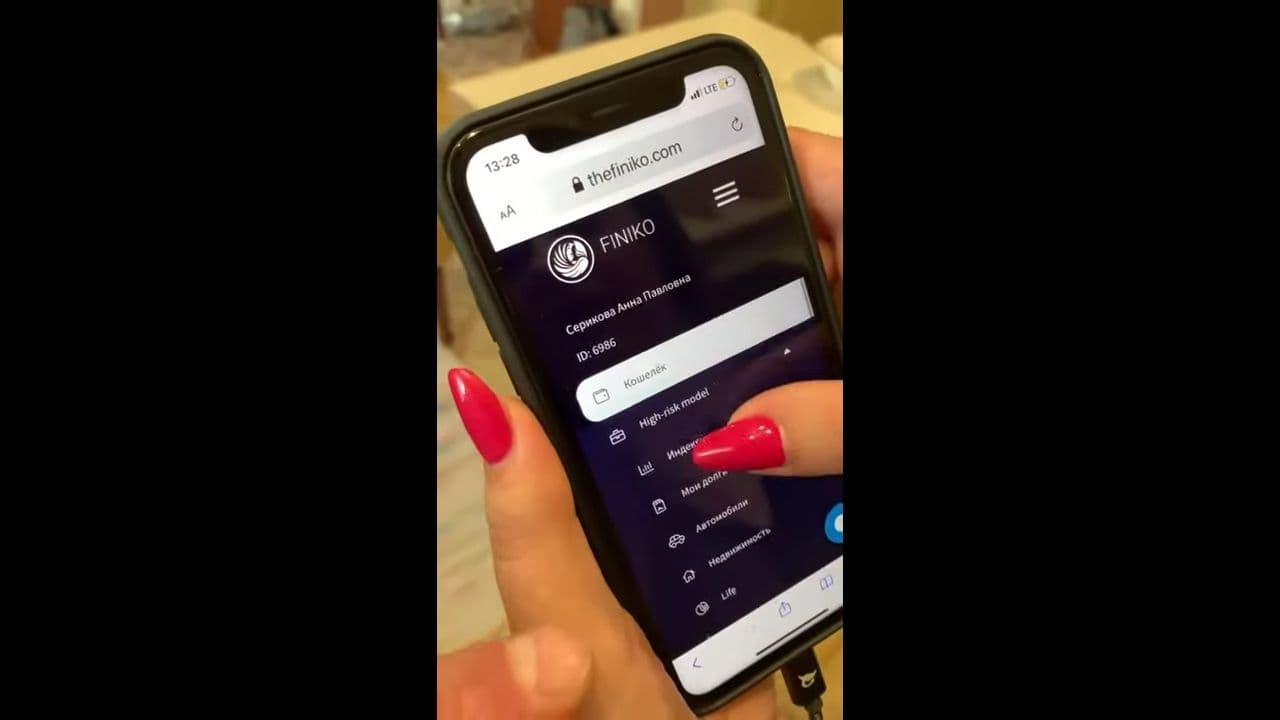 13:28
LTE
AA
thefiniko.com
FINIKO
Серикова Анна Павловна
ID: 6986
Кошелёк
High-risk model
Мои
Автомобили
Недвижимость
Life